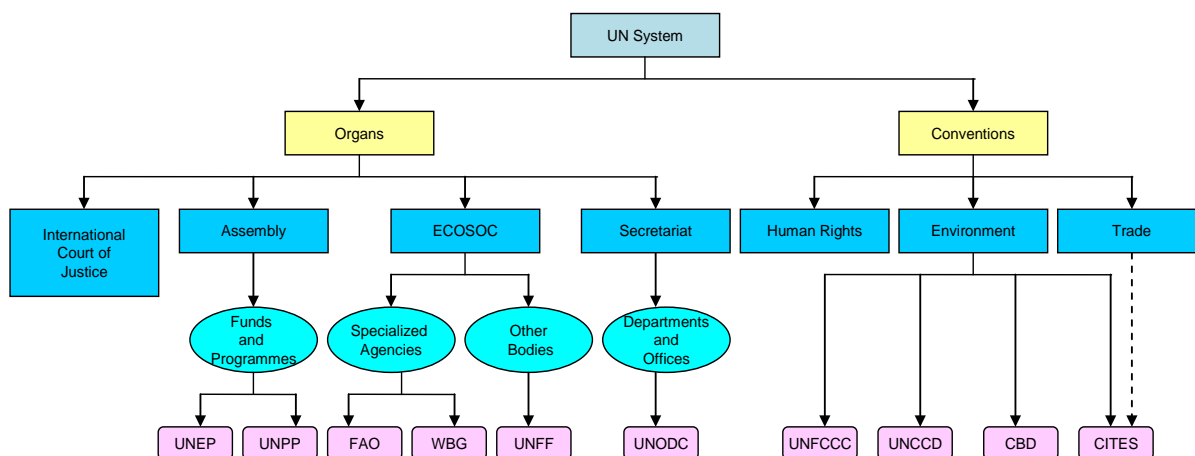 UN System
Organs
Conventions
International
Court of
Justice
Assembly
ECOSOC
Secretariat
Human Rights
Environment
Trade
Funds
and
Programmes
Specialized
Agencies
Other
Bodies
Departments
and
Offices
UNEP
UNPP
FAO
WBG
UNFF
UNODC
UNFCCC
UNCCD
CBD
CITES